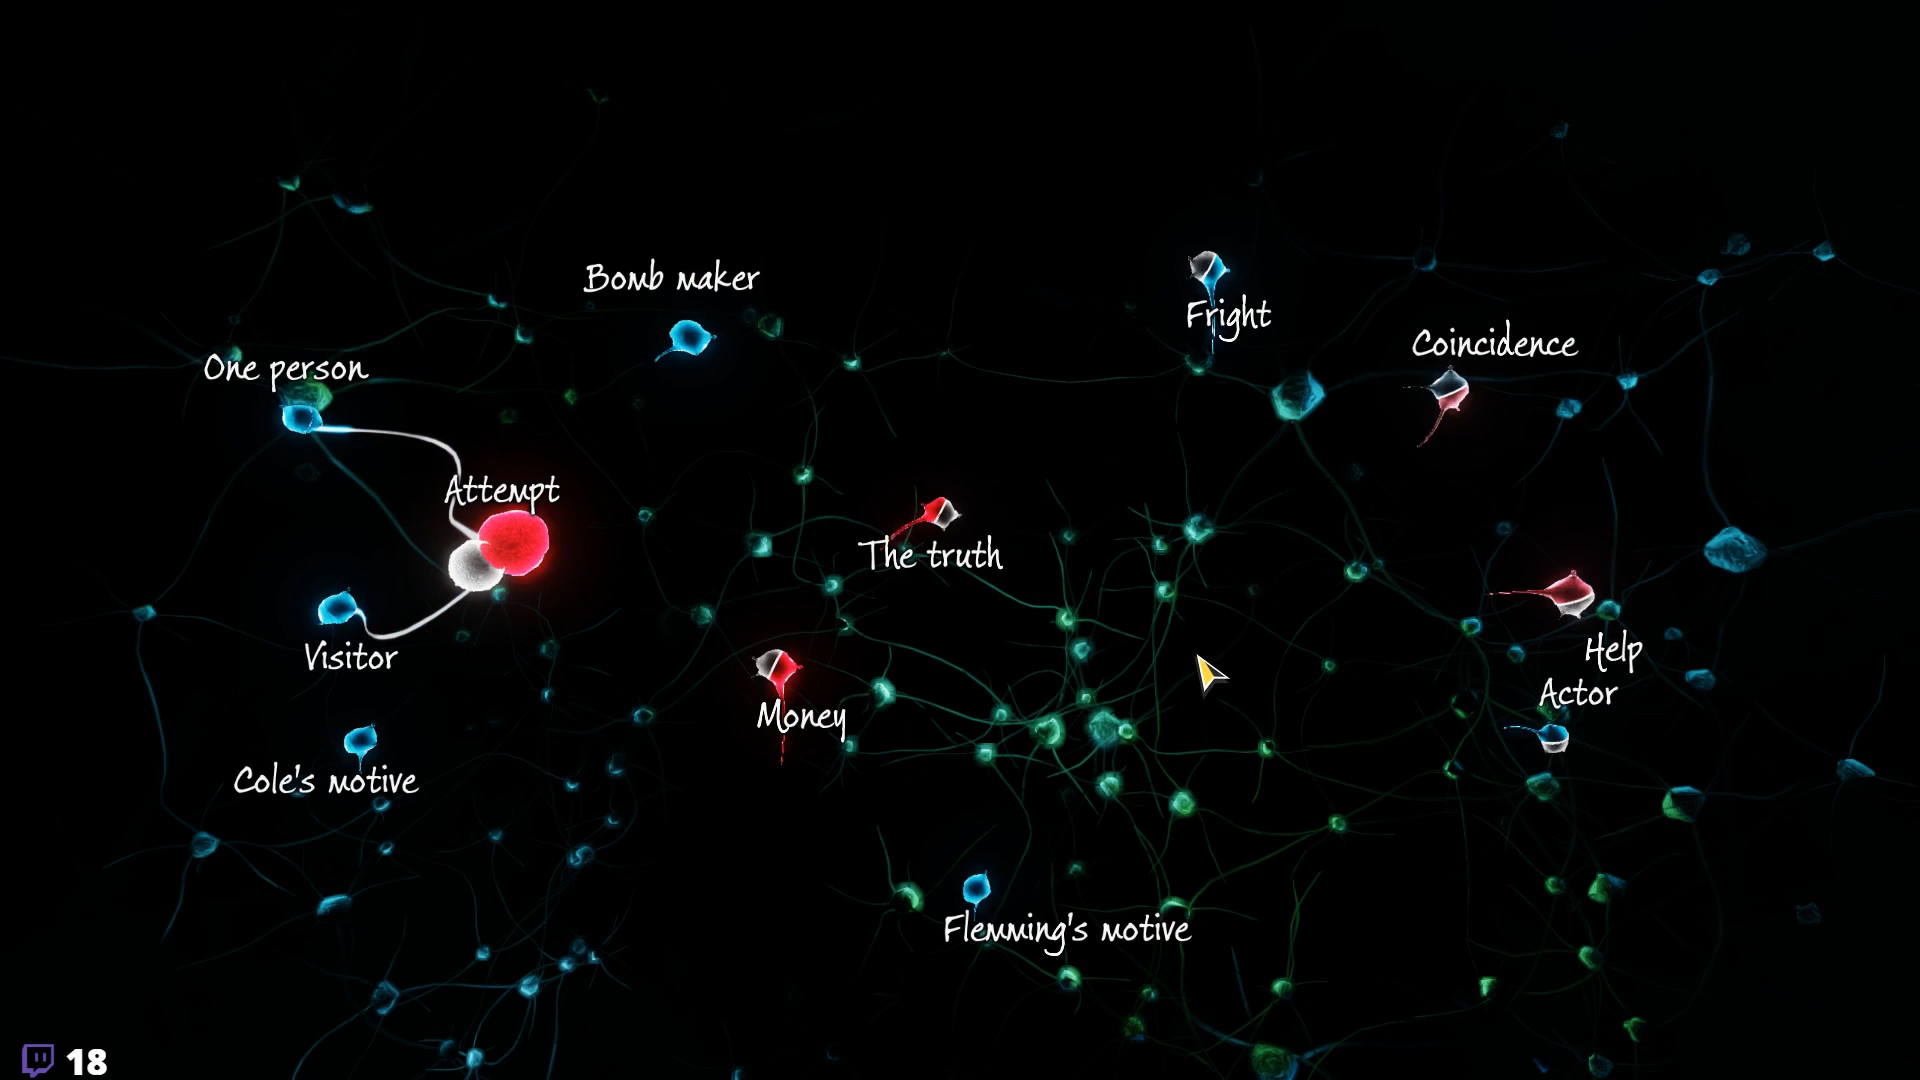 Bomb maker
Fright
Coincidence
One person
Attempt
The truth
Visitor
Help
Actor
Money
Cole's motive
Flemming's motive
18